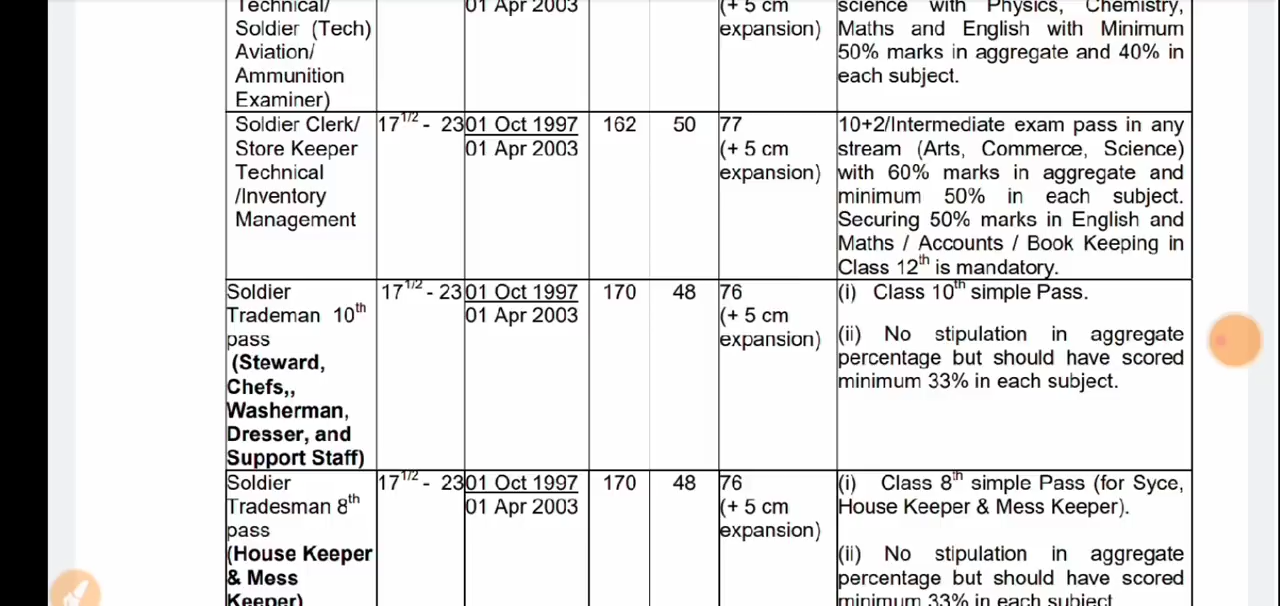 Technical/ 01 Apr 2003 (+ 5 cm science with Physics, Chemistry,
Soldier (Tech) expansion) Maths and English with Minimum
Aviation/ 50% marks in aggregate and 40% in
Ammunition each subject.
Examiner)
Soldier Clerk/ 17 1/2 - 23 01 Oct 1997 162 50 77 10+2/Intermediate exam pass in any
Store Keeper 01 Apr 2003 (+ 5 cm stream (Arts, Commerce, Science)
Technical expansion) with 60% marks in aggregate and
/Inventory minimum 50% in each subject.
Management Securing 50% marks in English and
Maths / Accounts / Book Keeping in
Class 12th is mandatory.
Soldier 17 1/2 - 23 01 Oct 1997 170 48 76 (i) Class 10th simple Pass.
Trademan 10th 01 Apr 2003 (+ 5 cm
pass expansion) (ii) No stipulation in aggregate
(Steward, percentage but should have scored
Chefs,, minimum 33% in each subject.
Washerman,
Dresser, and
Support Staff)
Soldier 17 1/2 - 23 01 Oct 1997 170 48 76 (i) Class 8th simple Pass (for Syce,
Tradesman 8th 01 Apr 2003 (+ 5 cm House Keeper & Mess Keeper).
pass expansion)
(House Keeper (ii) No stipulation in aggregate
& Mess percentage but should have scored
Keeper) minimum 33% in each subject